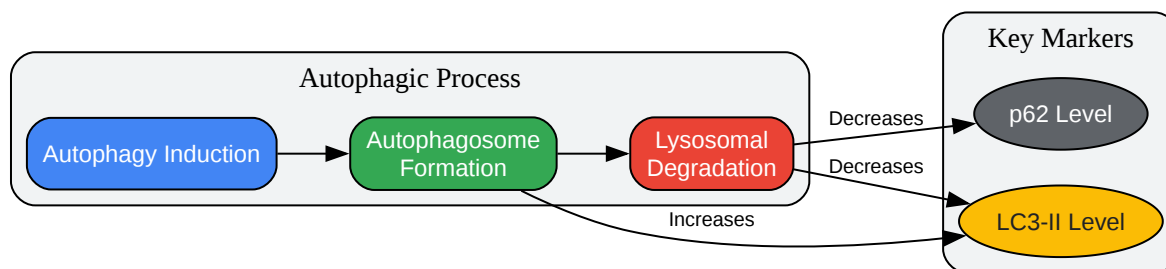 Autophagic Process
Key Markers
Autophagy Induction
Autophagosome
Formation
Lysosomal
Degradation
Decreases
Decreases
Increases
p62 Level
LC3-II Level